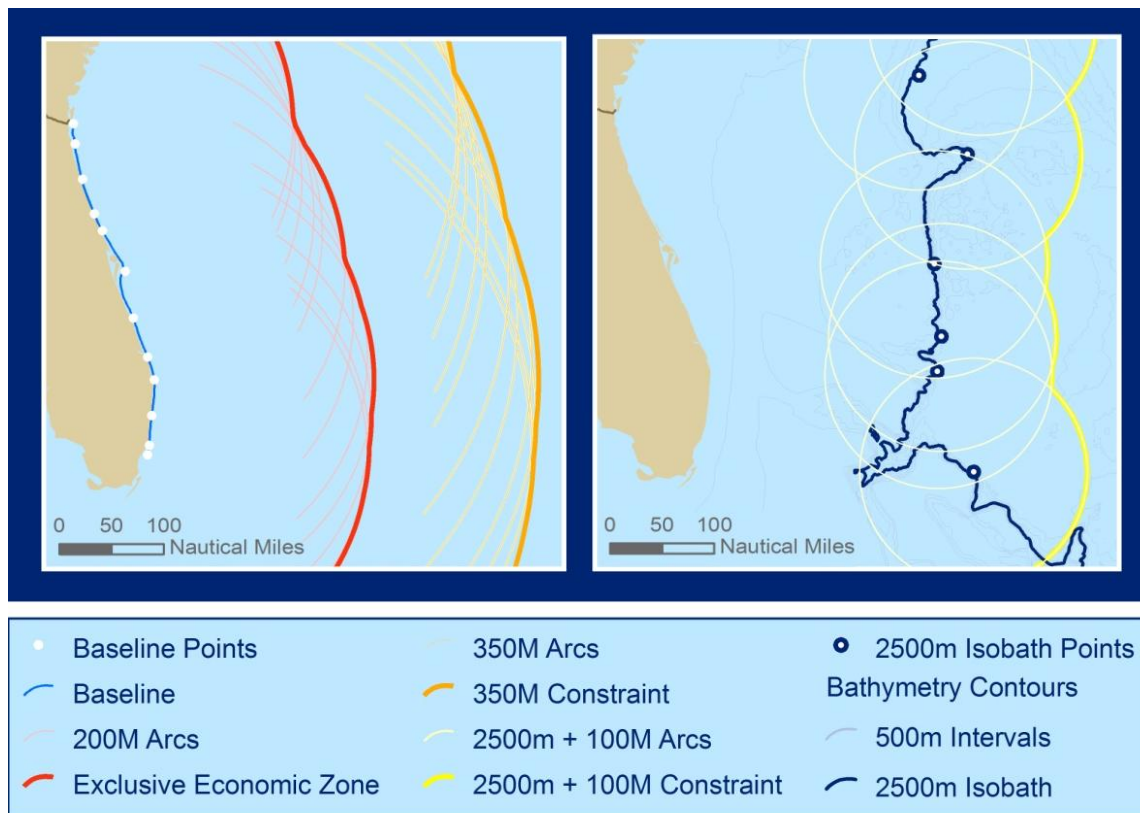 0 50 100
Nautical Miles
0 50 100
Nautical Miles
Baseline Points
Baseline
200M Arcs
Exclusive Economic Zone
350M Arcs
350M Constraint
2500m + 100M Arcs
2500m + 100M Constraint
2500m Isobath Points
Bathymetry Contours
500m Intervals
2500m Isobath